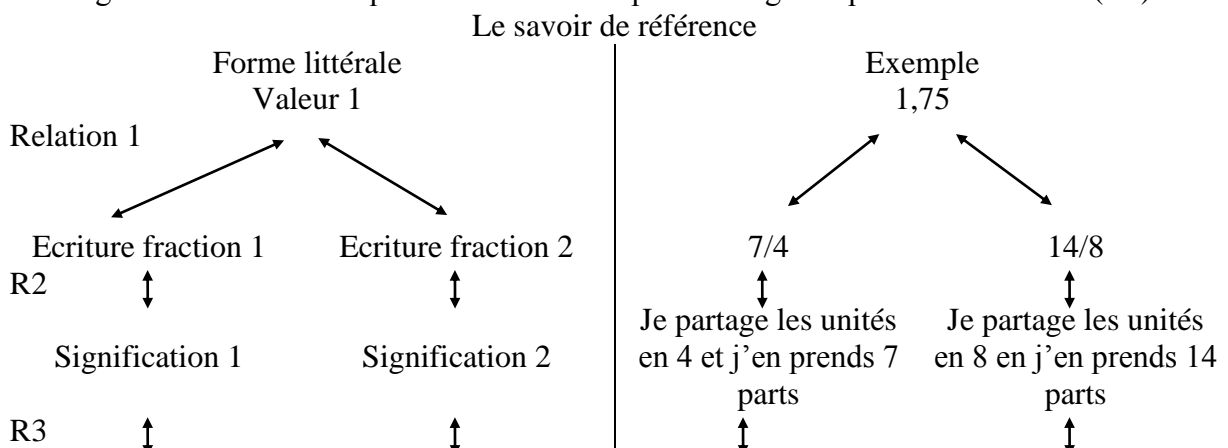 Le savoir de référence
Forme littérale
Exemple
Valeur 1
1,75
Relation 1
Ecriture fraction 1
Ecriture fraction 2
7/4
14/8
R2
Signification 1
Signification 2
Je partage les unités
en 4 et j’en prends 7
parts
Je partage les unités
en 8 en j’en prends 14
parts
R3